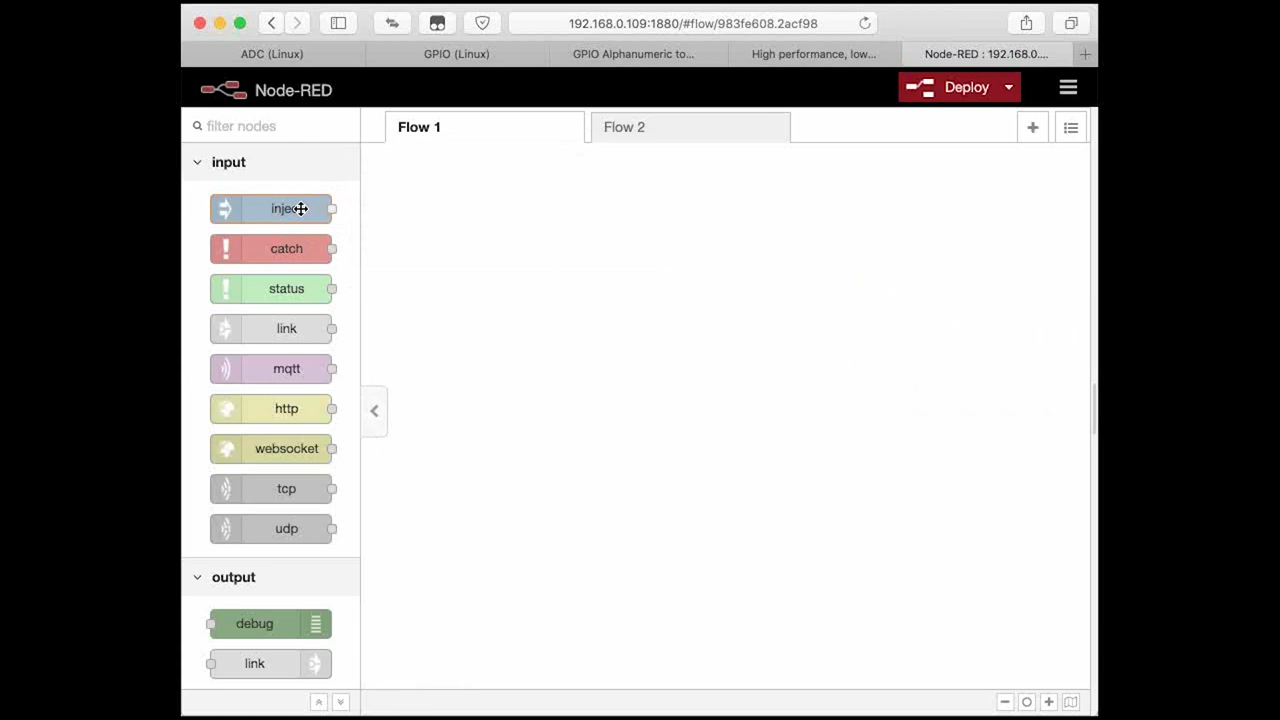 192.168.0.109:1880/#flow/983fe608.2acf98
ADC (Linux)
GPIO (Linux)
GPIO Alphanumeric to...
High performance, low...
Node-RED : 192.168.0....
Node-RED
Deploy
filter nodes
Flow 1
Flow 2
input
catch
status
link
mqtt
http
websocket
tcp
udp
output
debug
link